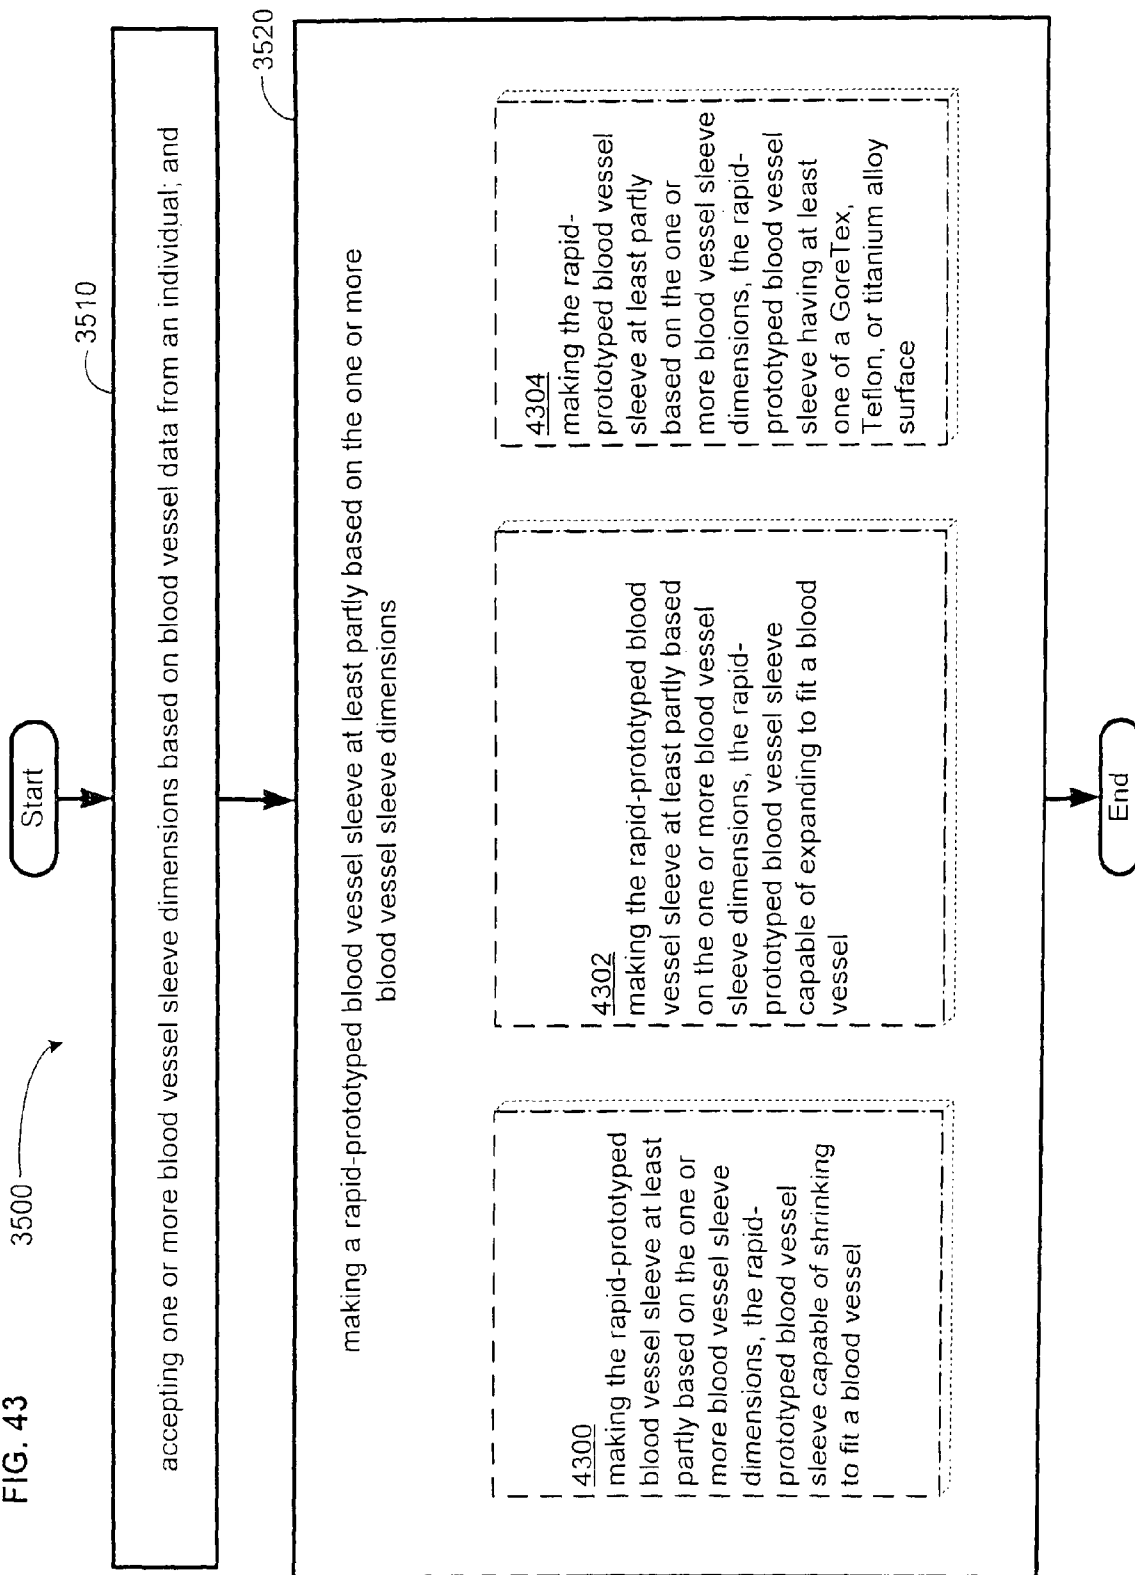 FIG. 43
3500
Start
3510
accepting one or more blood vessel sleeve dimensions based on blood vessel data from an individual; and
3520
making a rapid-prototyped blood vessel sleeve at least partly based on the one or more
blood vessel sleeve dimensions
4300
making the rapid-prototyped
blood vessel sleeve at least
partly based on the one or
more blood vessel sleeve
dimensions, the rapid-
prototyped blood vessel
sleeve capable of shrinking
to fit a blood vessel
4302
making the rapid-prototyped blood
vessel sleeve at least partly based
on the one or more blood vessel
sleeve dimensions, the rapid-
prototyped blood vessel sleeve
capable of expanding to fit a blood
vessel
4304
making the rapid-
prototyped blood vessel
sleeve at least partly
based on the one or
more blood vessel sleeve
dimensions, the rapid-
prototyped blood vessel
sleeve having at least
one of a GoreTex,
Teflon, or titanium alloy
surface
End